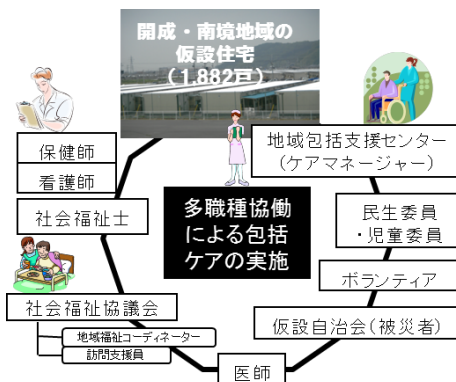 開成・南境地域の
仮設住宅
(1,882戸)
保健師
看護師
社会福祉士
地域包括支援センター
(ケアマネージャー)
多職種協働
による包括
ケアの実施
民生委員
・児童委員
ボランティア
社会福祉協議会
地域福祉コーディネーター
訪問支援員
仮設自治会(被災者)
医師